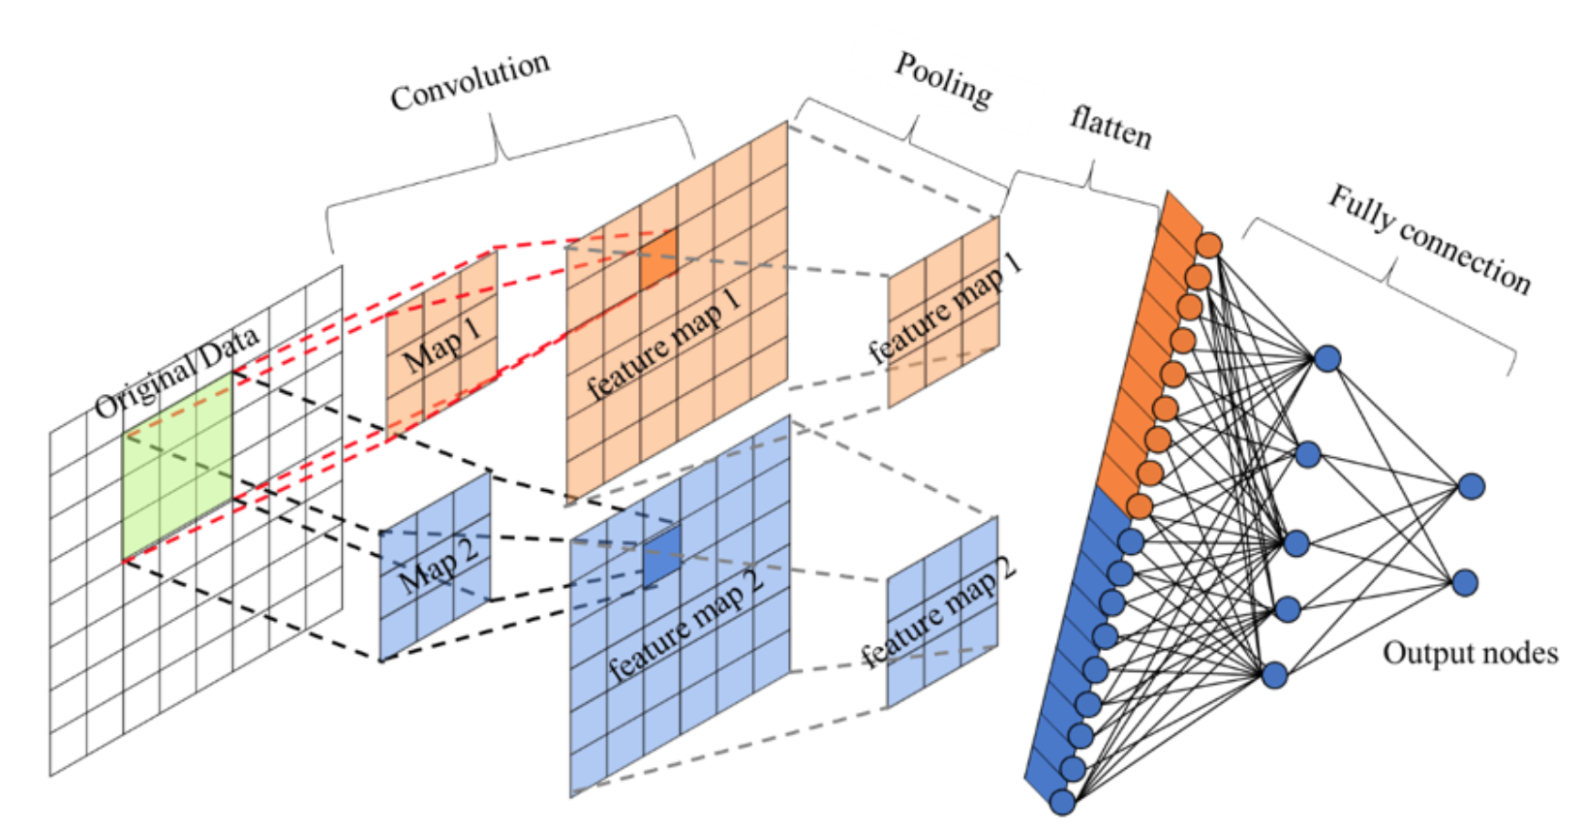 Convolution
Pooling
flatten
Fully connection
Original Data
Map 1
feature map 1
feature map 1
Map 2
feature map 2
feature map 2
Output nodes